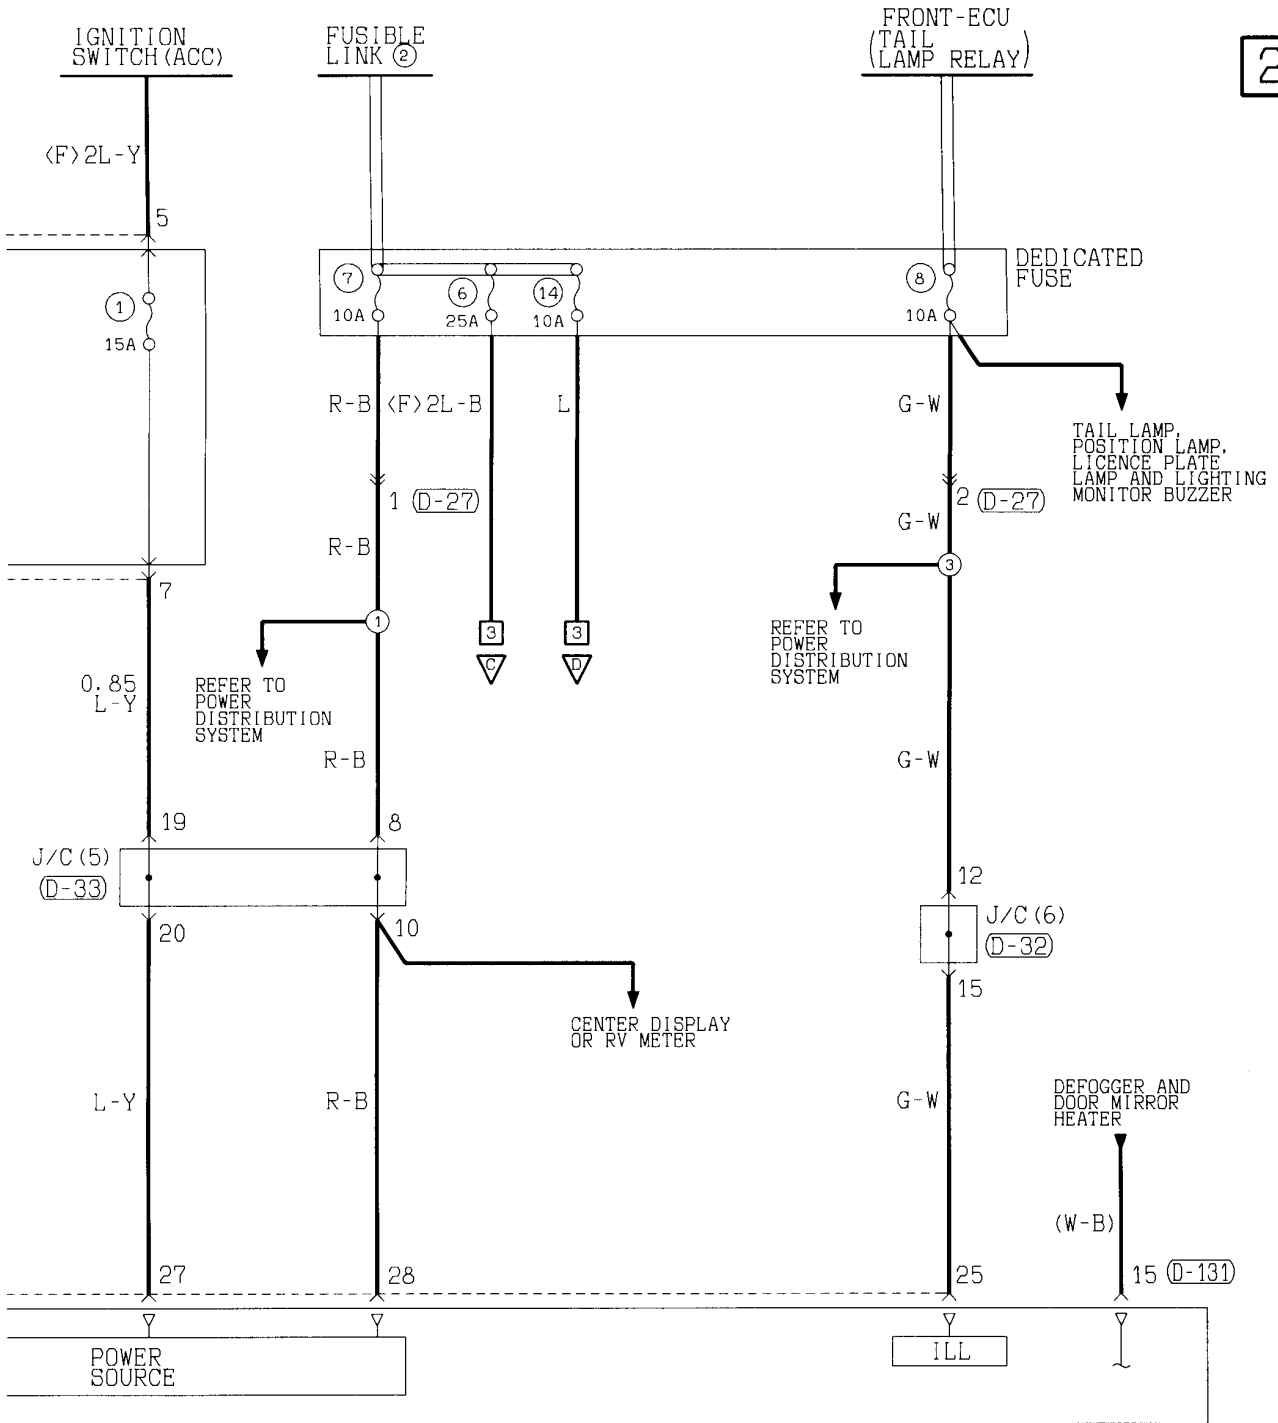 IGNITION
SWITCH(ACC)
FUSIBLE
LINK ②
FRONT-ECU
(TAIL
LAMP RELAY)
2
<F>2L-Y
5
DEDICATED
FUSE
7
10A
6
25A
14
10A
8
10A
1
15A
R-B
<F>2L-B
L
G-W
TAIL LAMP,
POSITION LAMP,
LICENCE PLATE
LAMP AND LIGHTING
MONITOR BUZZER
1 (D-27)
2 (D-27)
R-B
G-W
7
1
3
3
3
C
D
REFER TO
POWER
DISTRIBUTION
SYSTEM
REFER TO
POWER
DISTRIBUTION
SYSTEM
0.85
L-Y
R-B
G-W
19
8
J/C(5)
(D-33)
12
J/C(6)
(D-32)
20
10
15
CENTER DISPLAY
OR RV METER
L-Y
R-B
G-W
DEFOGGER AND
DOOR MIRROR
HEATER
(W-B)
27
28
25
15 (D-131)
POWER
SOURCE
ILL